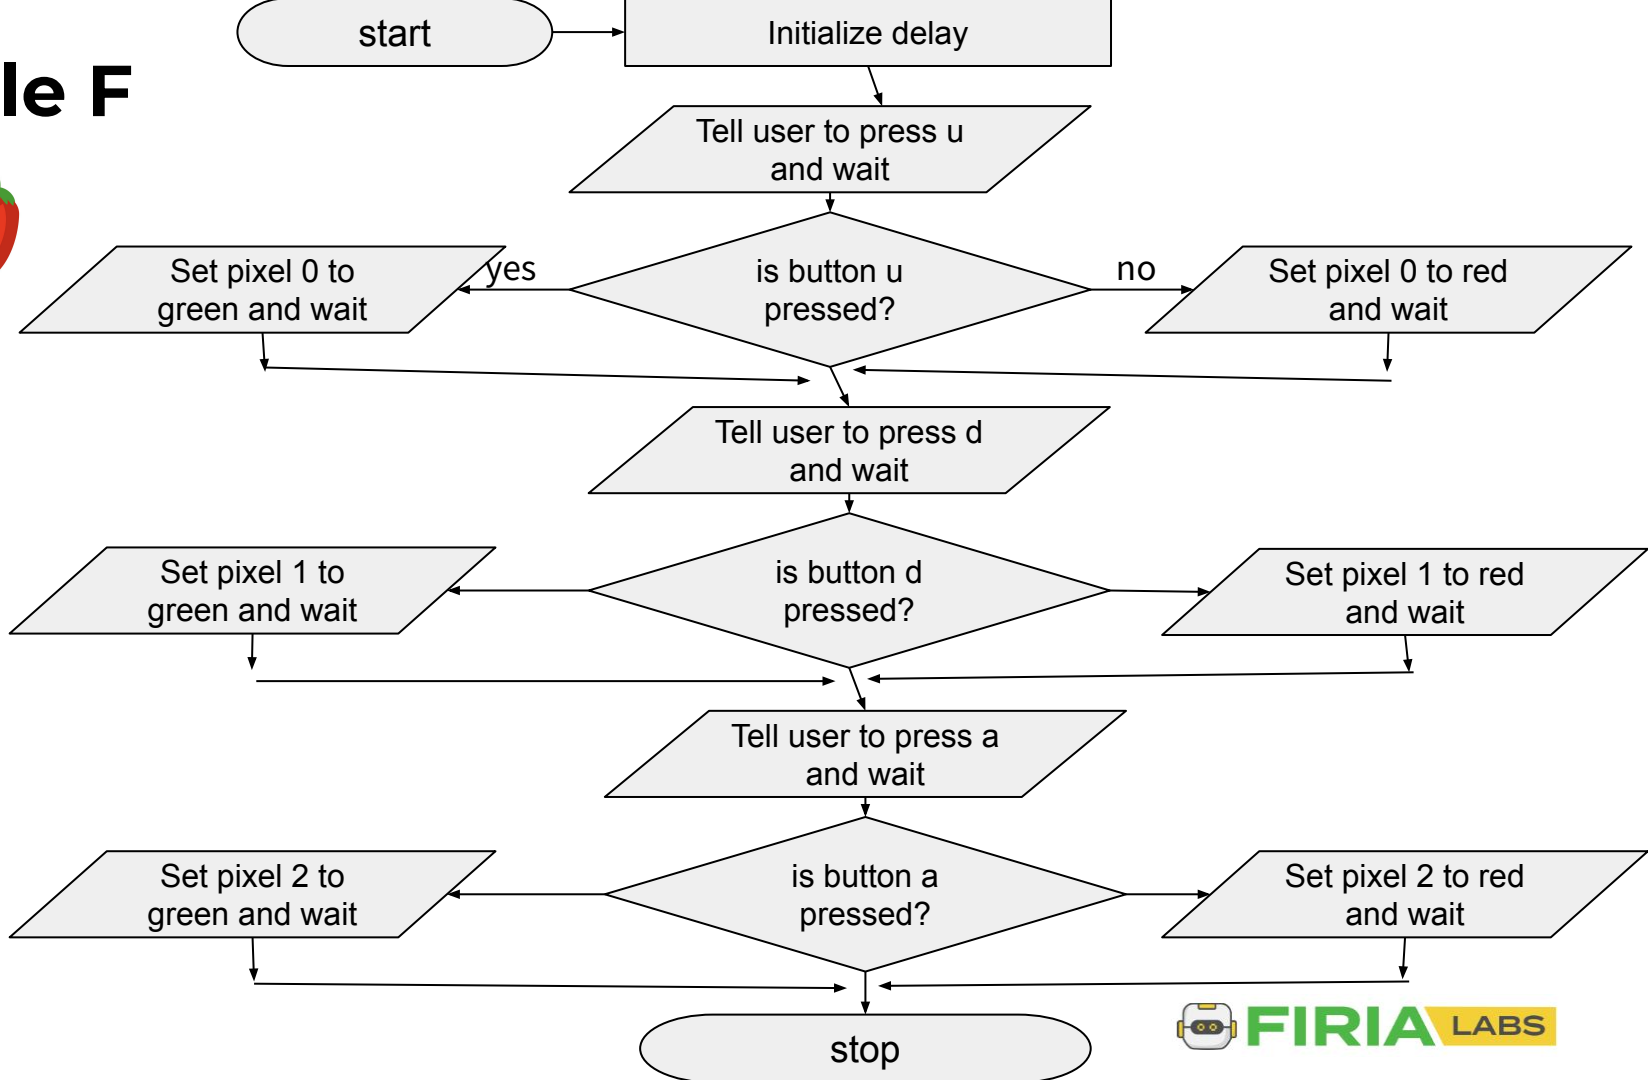 start
Initialize delay
le F
Tell user to press u
and wait
Set pixel 0 to
green and wait
yes
is button u
pressed?
no
Set pixel 0 to red
and wait
Tell user to press d
and wait
Set pixel 1 to
green and wait
is button d
pressed?
Set pixel 1 to red
and wait
Tell user to press a
and wait
Set pixel 2 to
green and wait
is button a
pressed?
Set pixel 2 to red
and wait
FIRIA LABS
stop